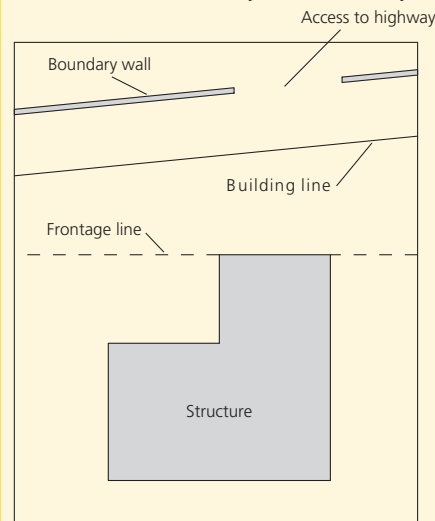 Access to highway
Boundary wall
Building line
Frontage line
Structure